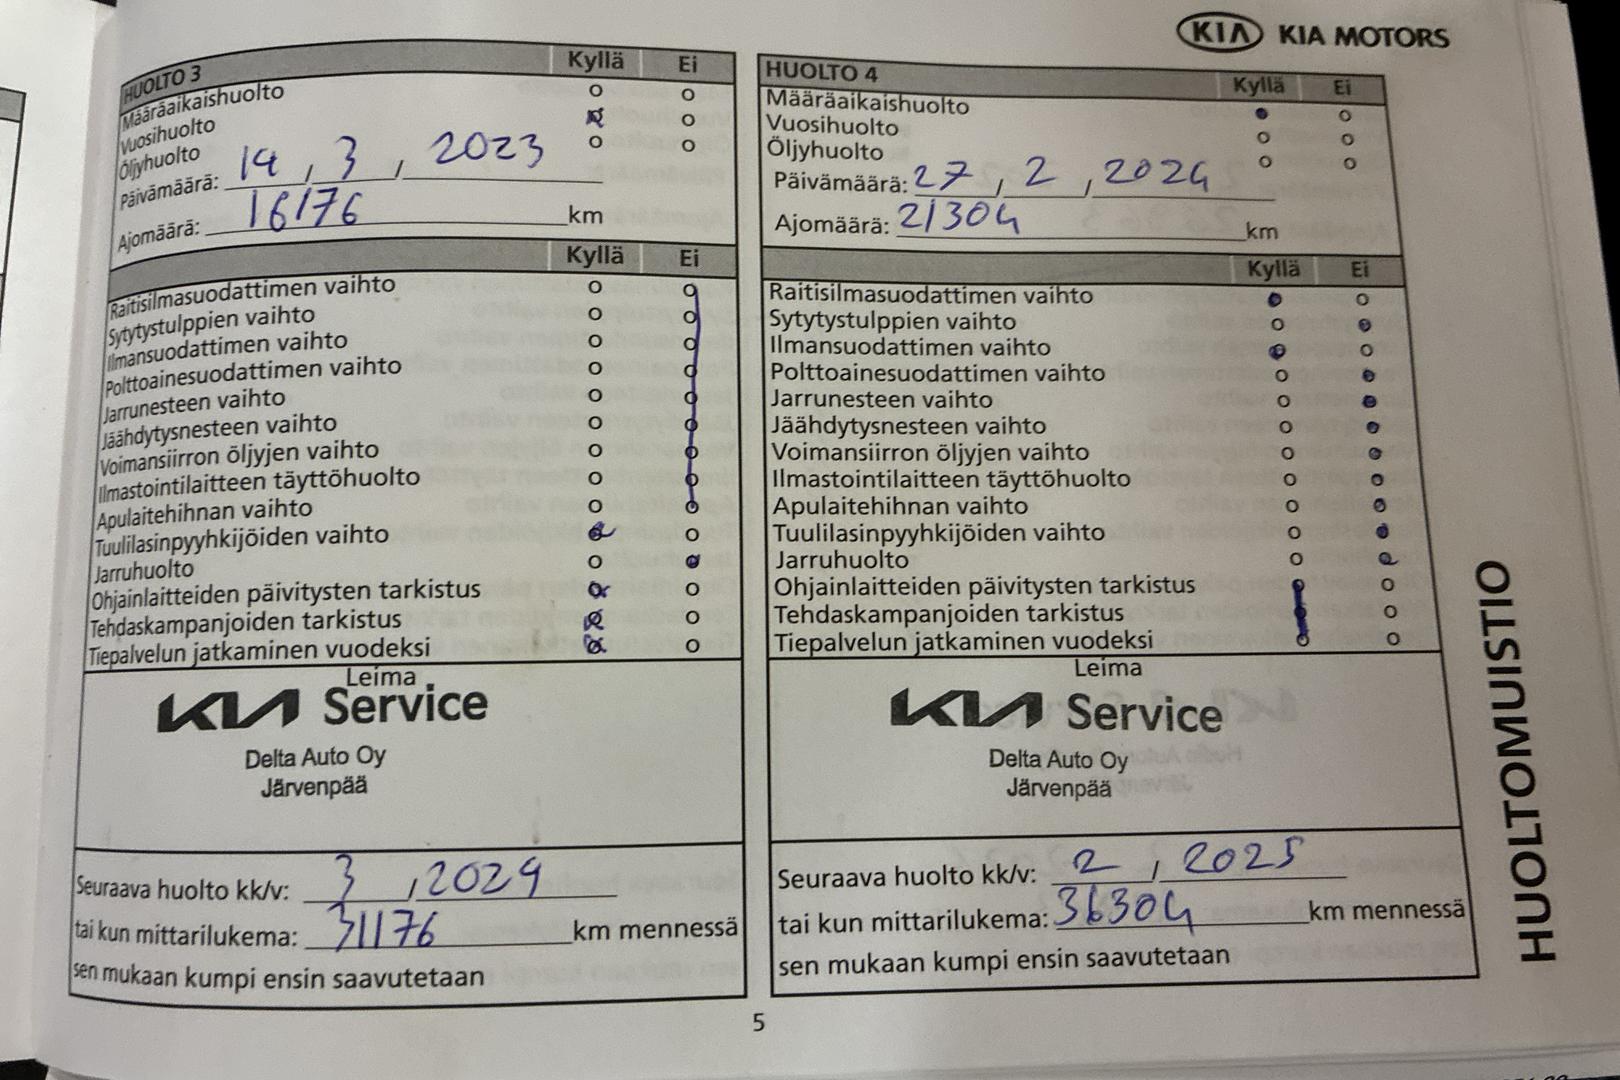 KIA KIA MOTORS
HUOLTO 3 Kyllä Ei
Määräaikaishuolto
Vuosihuolto
Öljyhuolto
Päivämäärä: 14, 3, 2023
Ajomäärä: 16176 km
Kyllä Ei
Raitisilmasuodattimen vaihto
Sytytystulppien vaihto
Ilmansuodattimen vaihto
Polttoainesuodattimen vaihto
Jarrunesteen vaihto
Jäähdytysnesteen vaihto
Voimansiirron öljyjen vaihto
Ilmastointilaitteen täyttöhuolto
Apulaitehihnan vaihto
Tuulilasinpyyhkijöiden vaihto
Jarruhuolto
Ohjainlaitteiden päivitysten tarkistus
Tehdaskampanjoiden tarkistus
Tiepalvelun jatkaminen vuodeksi
Leima
KIA Service
Delta Auto Oy
Järvenpää
Seuraava huolto kk/v: 3, 2024
tai kun mittarilukema: 31176 km mennessä
sen mukaan kumpi ensin saavutetaan
HUOLTO 4 Kyllä Ei
Määräaikaishuolto
Vuosihuolto
Öljyhuolto
Päivämäärä: 27, 2, 2024
Ajomäärä: 21304 km
Kyllä Ei
Raitisilmasuodattimen vaihto
Sytytystulppien vaihto
Ilmansuodattimen vaihto
Polttoainesuodattimen vaihto
Jarrunesteen vaihto
Jäähdytysnesteen vaihto
Voimansiirron öljyjen vaihto
Ilmastointilaitteen täyttöhuolto
Apulaitehihnan vaihto
Tuulilasinpyyhkijöiden vaihto
Jarruhuolto
Ohjainlaitteiden päivitysten tarkistus
Tehdaskampanjoiden tarkistus
Tiepalvelun jatkaminen vuodeksi
Leima
KIA Service
Delta Auto Oy
Järvenpää
Seuraava huolto kk/v: 2, 2025
tai kun mittarilukema: 36304 km mennessä
sen mukaan kumpi ensin saavutetaan
HUOLTOMUISTIO
5